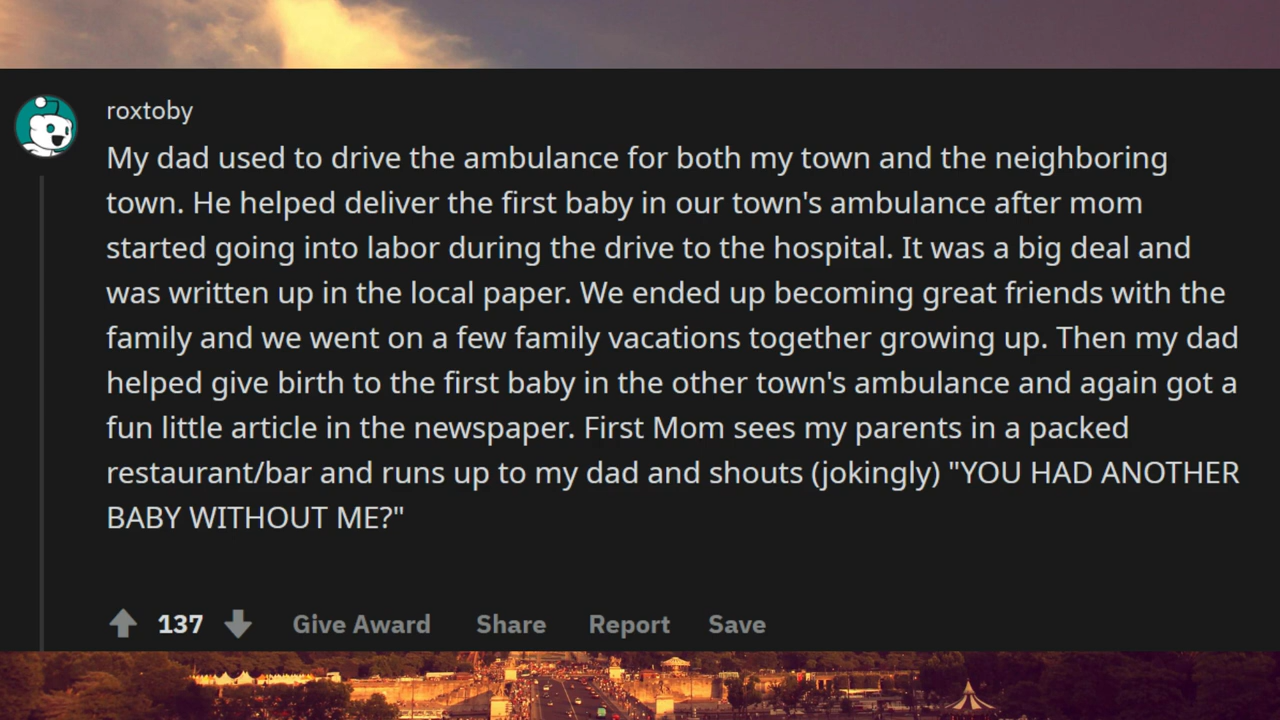 roxtoby
My dad used to drive the ambulance for both my town and the neighboring
town. He helped deliver the first baby in our town's ambulance after mom
started going into labor during the drive to the hospital. It was a big deal and
was written up in the local paper. We ended up becoming great friends with the
family and we went on a few family vacations together growing up. Then my dad
helped give birth to the first baby in the other town's ambulance and again got a
fun little article in the newspaper. First Mom sees my parents in a packed
restaurant/bar and runs up to my dad and shouts (jokingly) "YOU HAD ANOTHER
BABY WITHOUT ME?"
137 Give Award Share Report Save